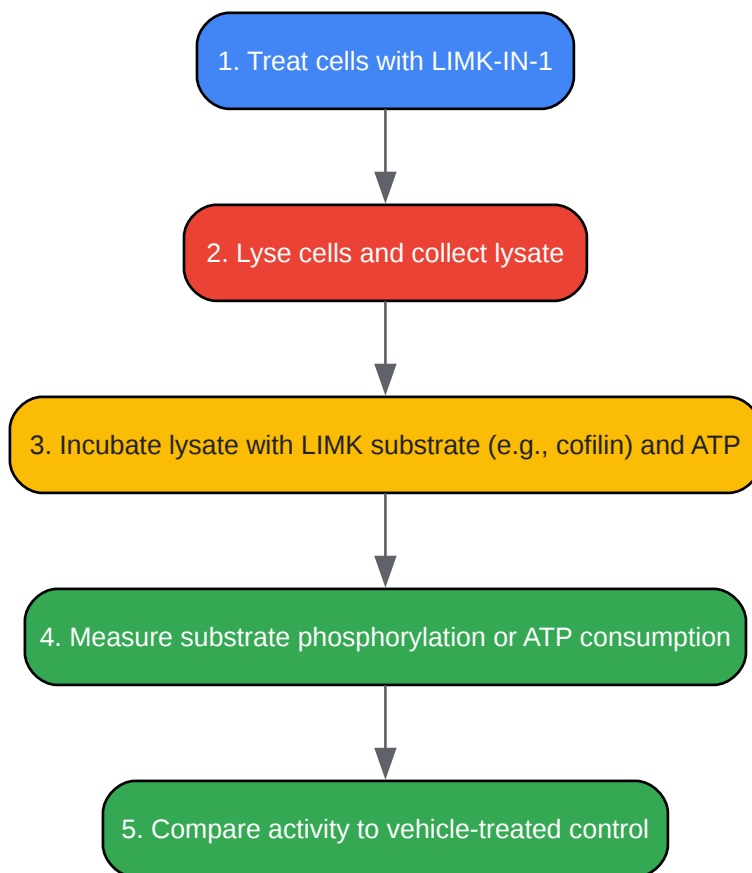 1. Treat cells with LIMK-IN-1
2. Lyse cells and collect lysate
3. Incubate lysate with LIMK substrate (e.g., cofilin) and ATP
4. Measure substrate phosphorylation or ATP consumption
5. Compare activity to vehicle-treated control